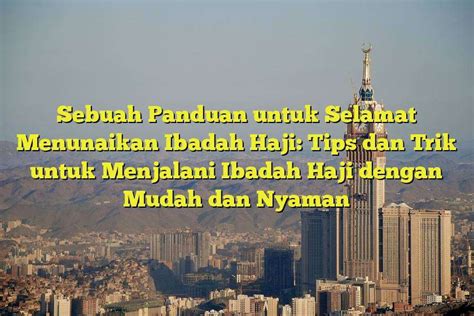 Sebuah Panduan untuk Selamat
Menunaikan Ibadah Haji: Tips dan Trik
untuk Menjalani Ibadah Haji dengan
Mudah dan Nyaman